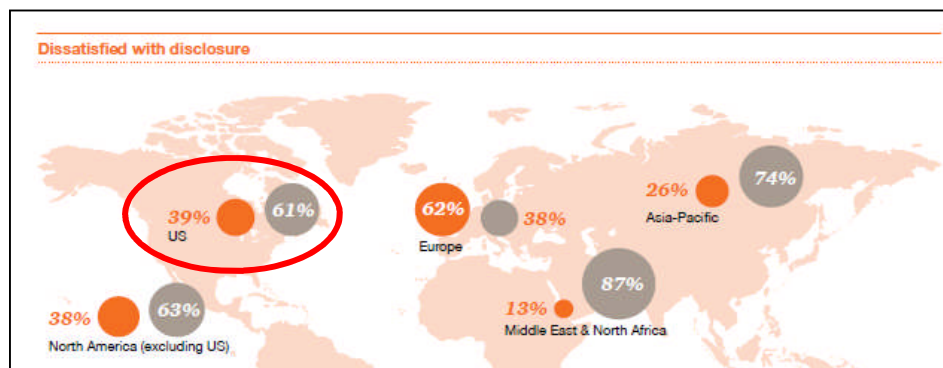 Dissatisfied with disclosure
39%
61%
US
62%
38%
Europe
26%
74%
Asia-Pacific
38%
63%
North America (excluding US)
13%
87%
Middle East & North Africa